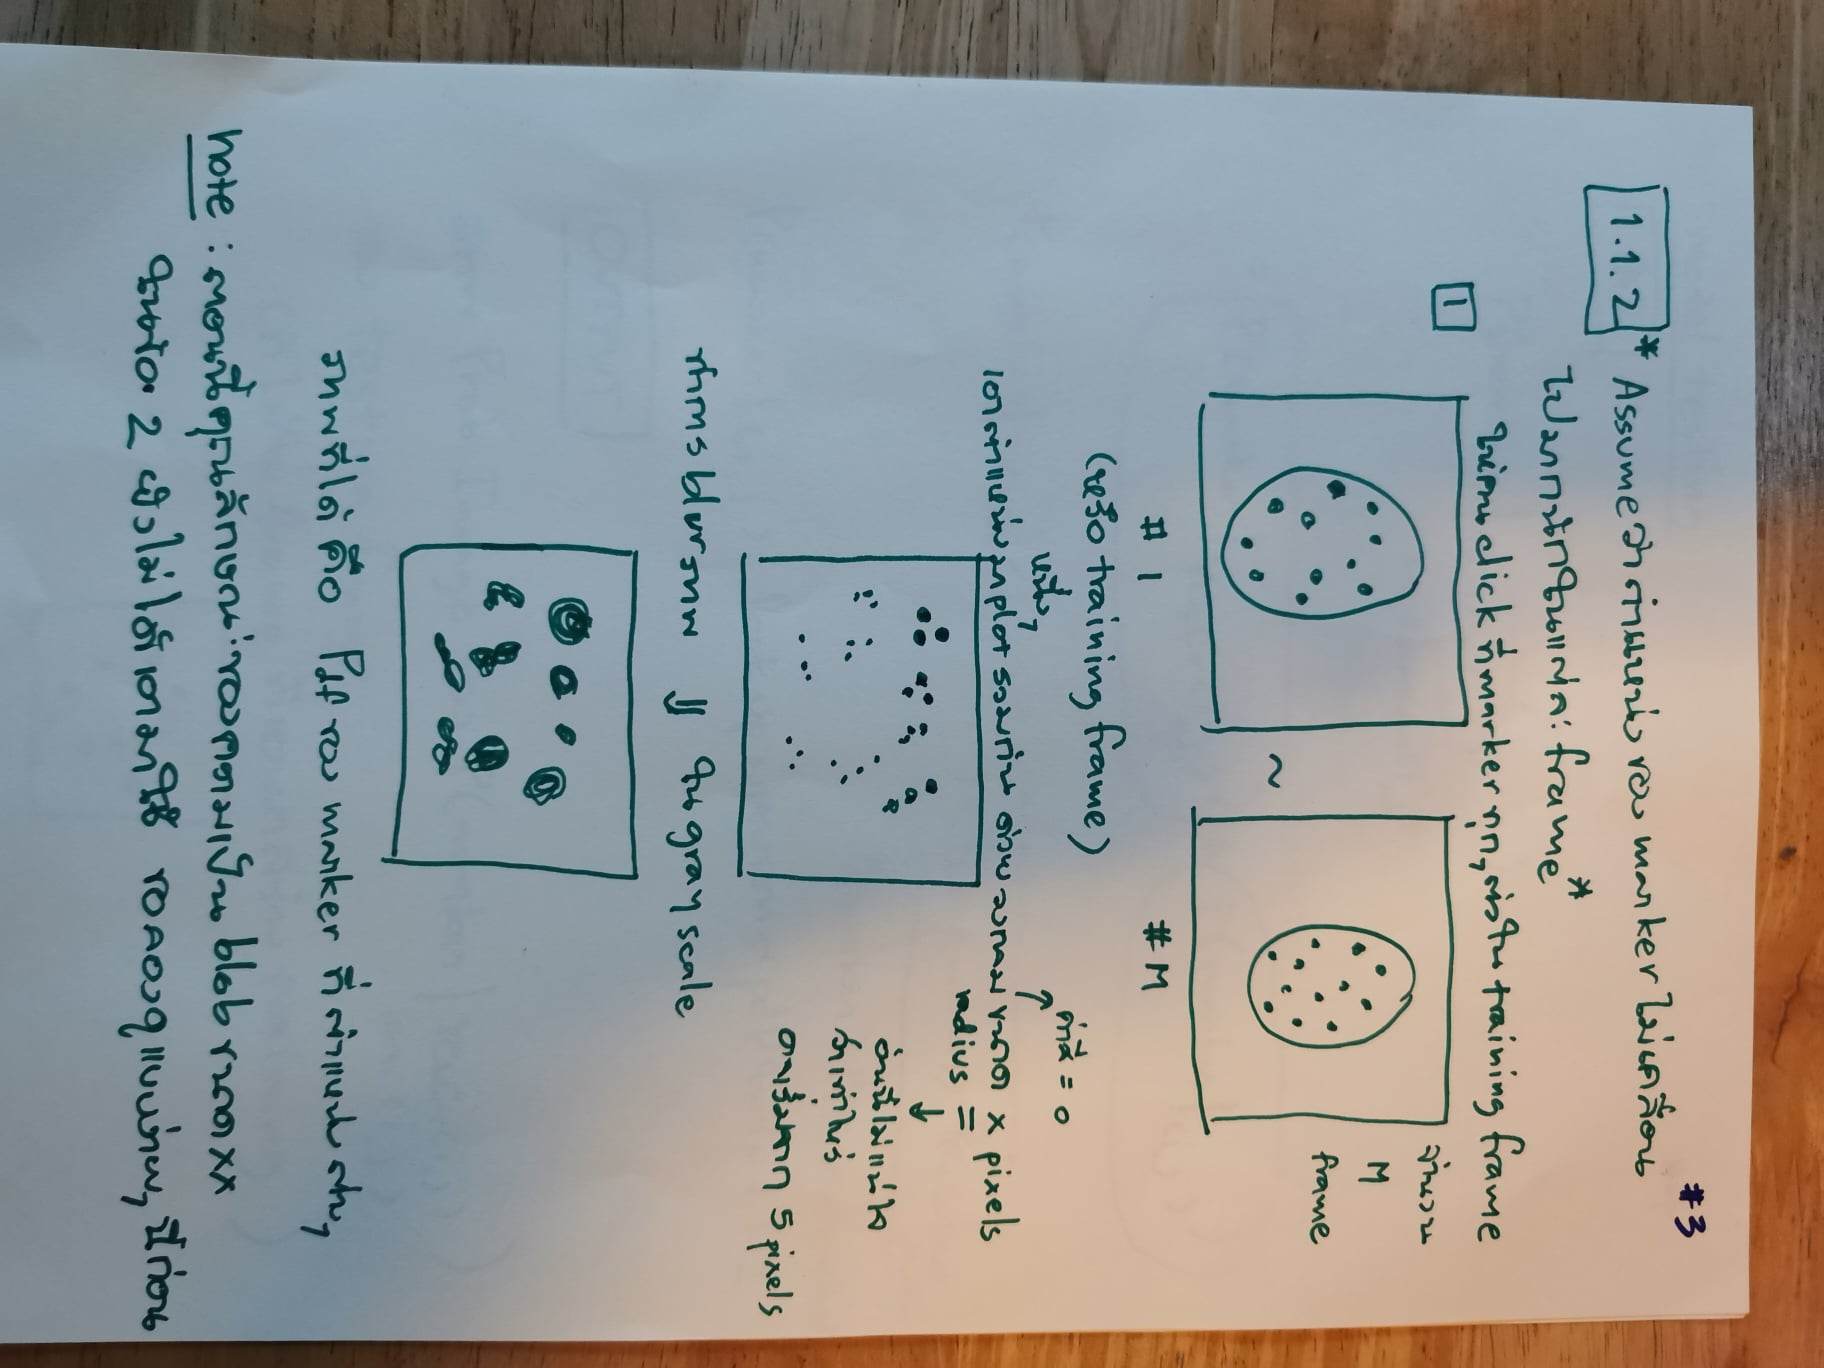 #3
1.1.2 * Assume ว่าตำแหน่งของ marker ไม่เคลื่อน
ไปมากนักในแต่ละ frame*
ให้คน click ที่ marker ทุกๆ ตัวใน training frame
1
จำนวน
M
frame
~
# 1
# M
(หรือ training frame)
หนึ่งๆ
ค่าสี = 0
เอาตำแหน่งมา plot รวมกัน ด้วยวงกลม ขนาด x pixels
radius =
อันนี้ไม่แน่ใจ
ว่าเท่าไหร่
อาจเริ่มจาก 5 pixels
ทำการ blur ภาพ ⇓ ใน gray scale
ภาพที่ได้ คือ Pdf ของ marker ที่ตำแหน่งต่างๆ
note : ตอนนี้คุณลักษณะของความเป็น blob ขนาด xx
ในข้อ 2 ยังไม่ได้เอามาใช้ ขอลองดูแบบง่ายๆ นี้ก่อน